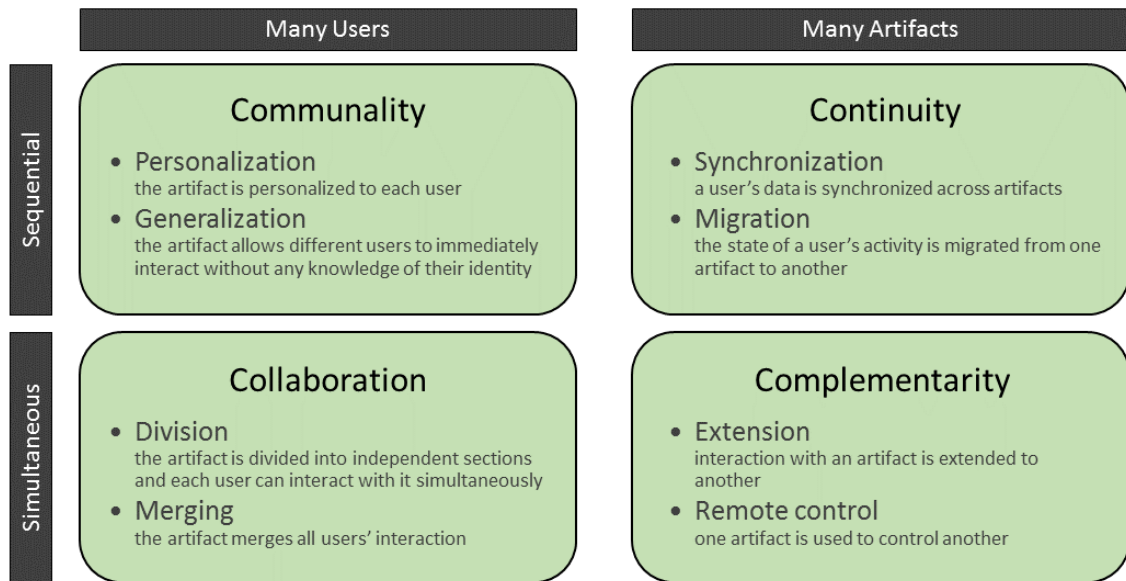 Many Users
Many Artifacts
Sequential
Communality
• Personalization
the artifact is personalized to each user
• Generalization
the artifact allows different users to immediately
interact without any knowledge of their identity
Continuity
• Synchronization
a user's data is synchronized across artifacts
• Migration
the state of a user's activity is migrated from one
artifact to another
Simultaneous
Collaboration
• Division
the artifact is divided into independent sections
and each user can interact with it simultaneously
• Merging
the artifact merges all users' interaction
Complementarity
• Extension
interaction with an artifact is extended to
another
• Remote control
one artifact is used to control another